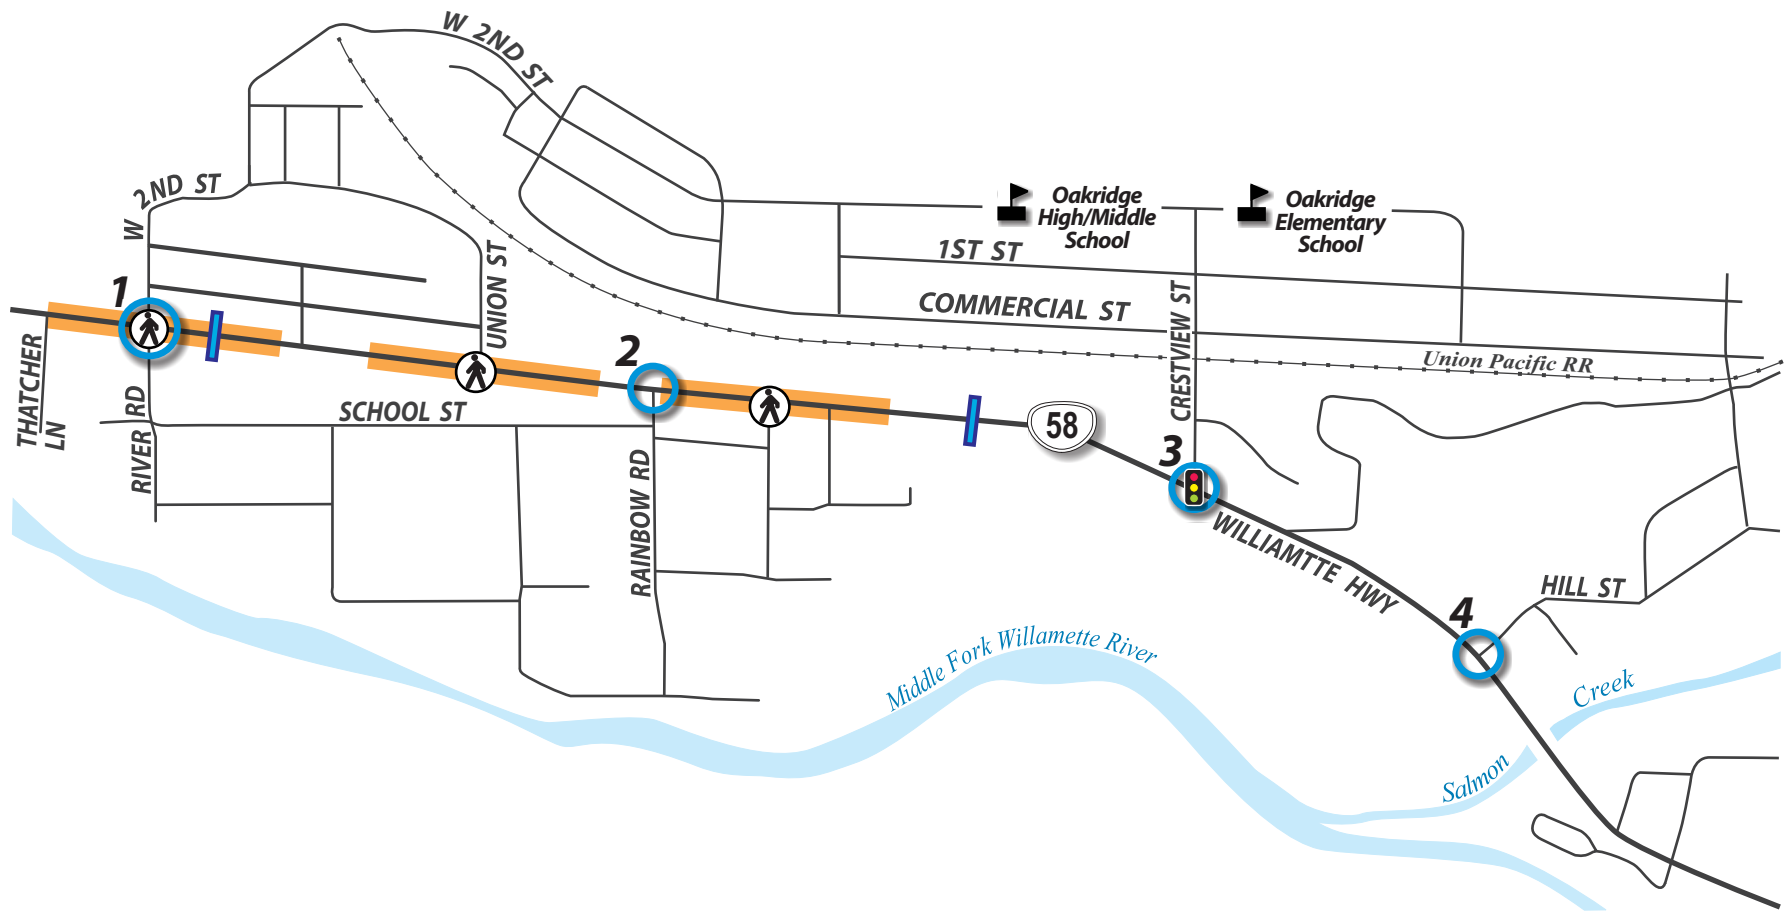 W 2ND ST
W 2ND ST
Oakridge
High/Middle
School
Oakridge
Elementary
School
1ST ST
UNION ST
COMMERCIAL ST
CRESTVIEW ST
Union Pacific RR
1
2
THATCHER
LN
RIVER RD
SCHOOL ST
58
3
RAINBOW RD
WILLIAMTTE HWY
HILL ST
4
Middle Fork Willamette River
Salmon Creek